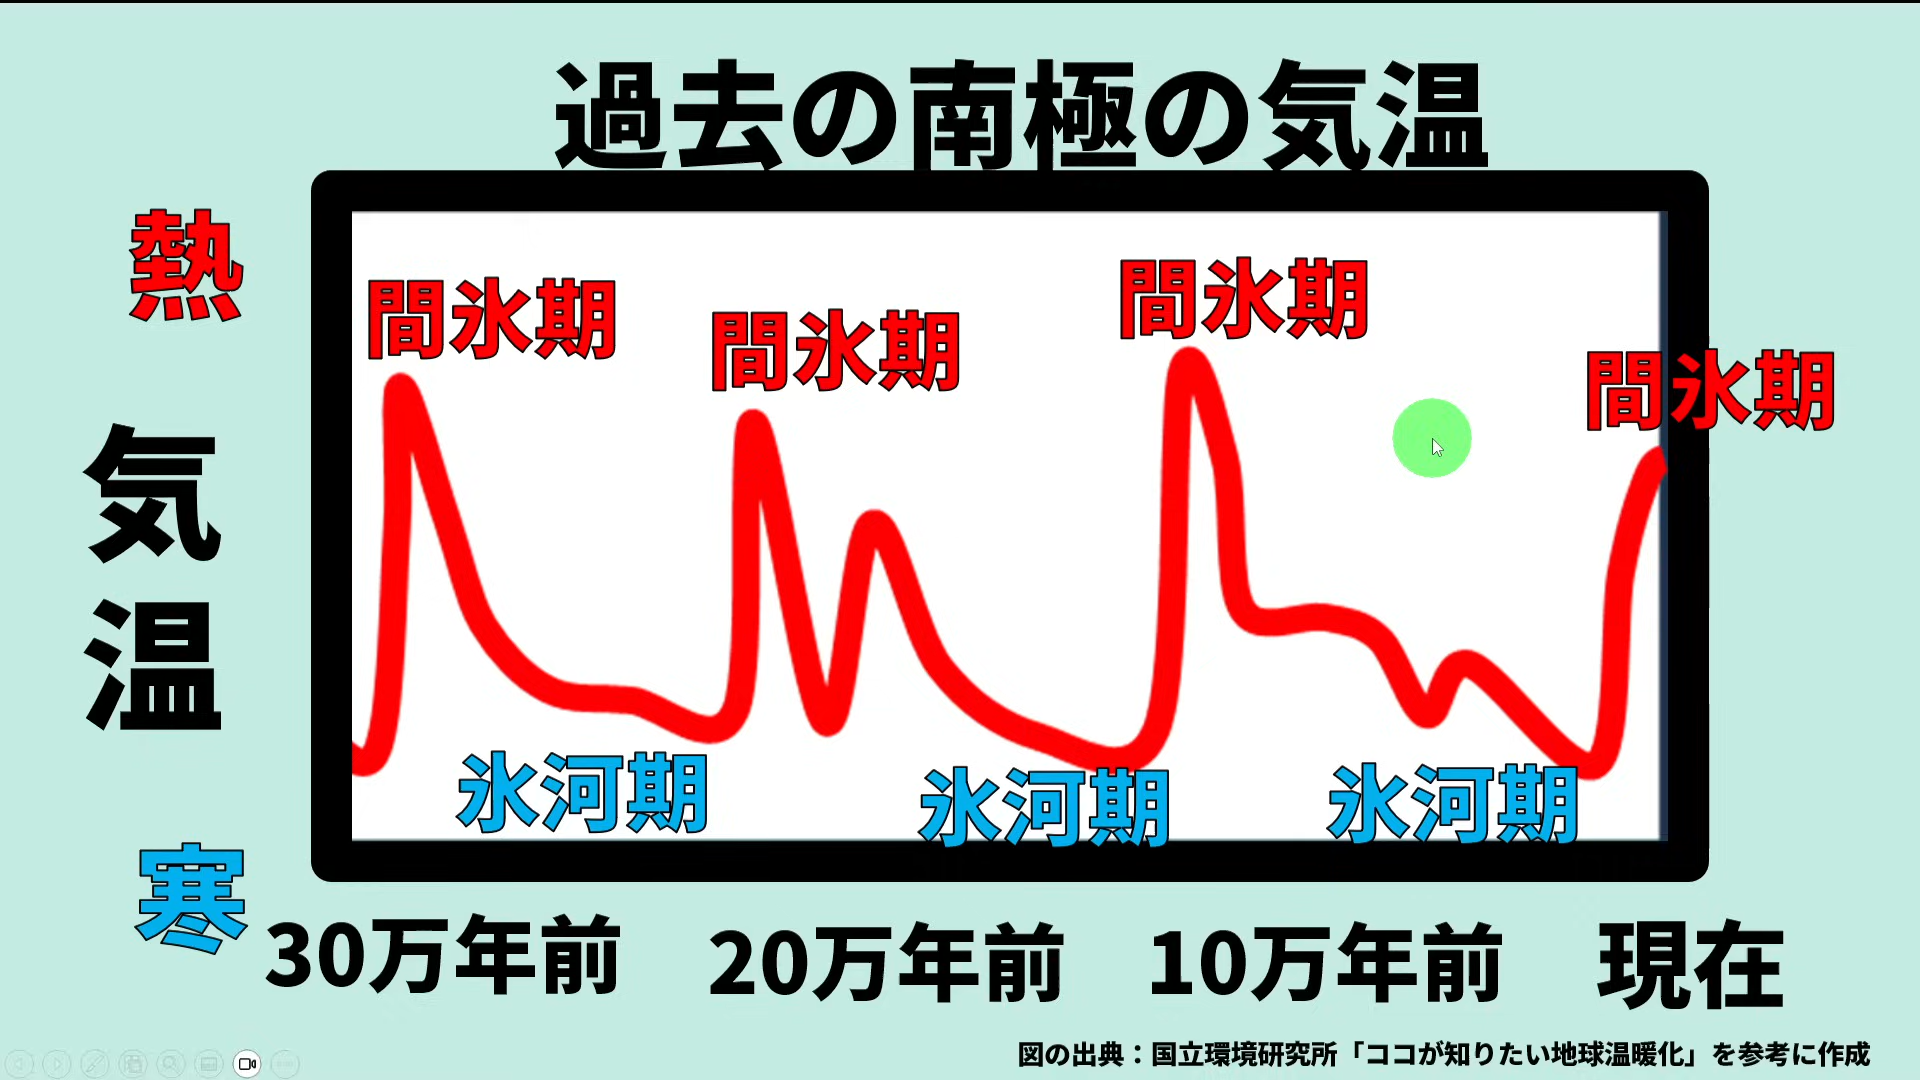 過去の南極の気温
熱
気温
寒
間氷期
間氷期
間氷期
間氷期
氷河期
氷河期
氷河期
30万年前
20万年前
10万年前
現在
図の出典：国立環境研究所「ココが知りたい地球温暖化」を参考に作成